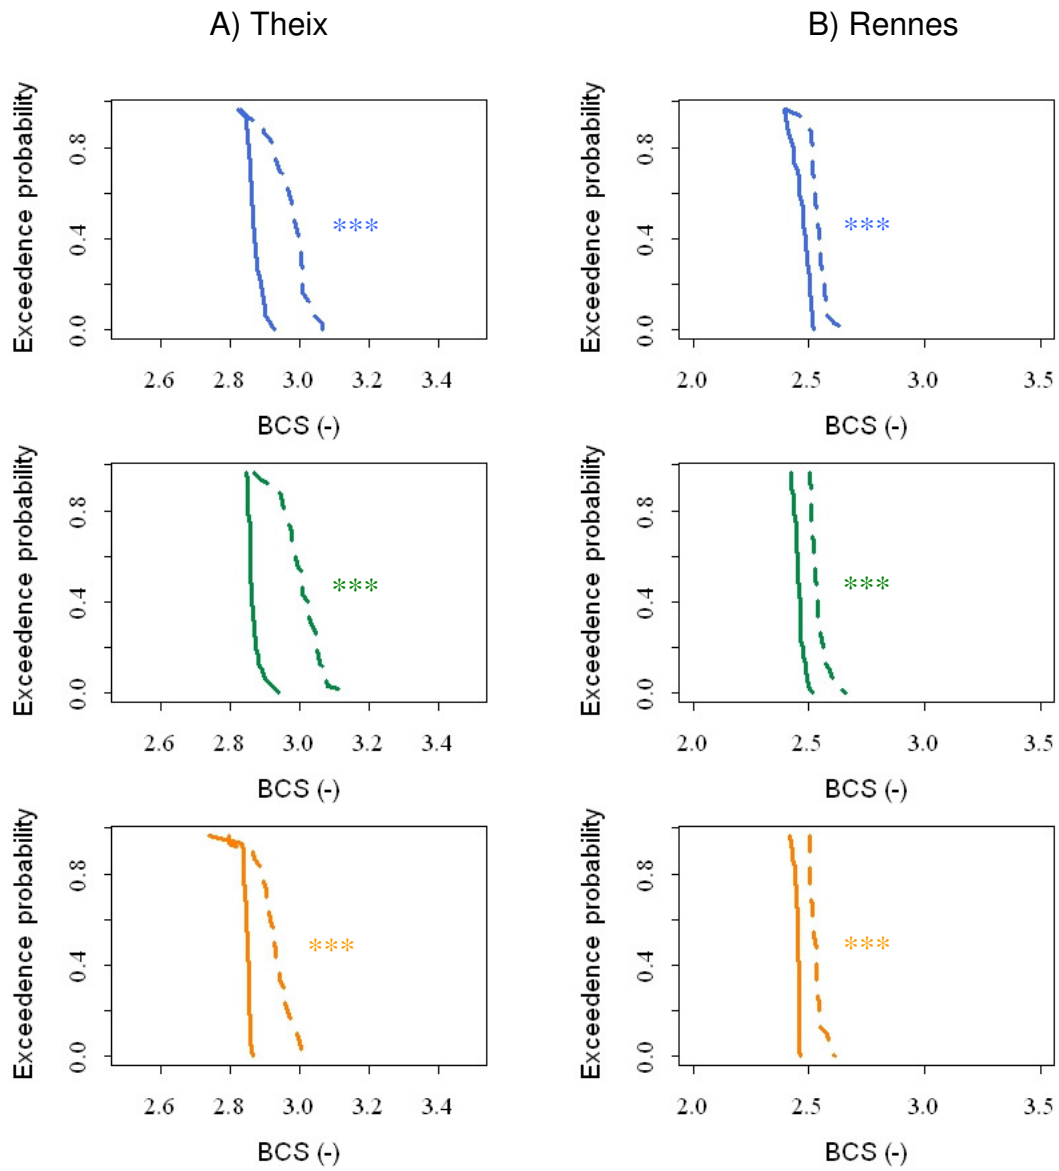 A) Theix
B) Rennes
Exceedence probability
0.0 0.4 0.8
***
2.6 2.8 3.0 3.2 3.4
BCS (-)
Exceedence probability
0.0 0.4 0.8
***
2.0 2.5 3.0 3.5
BCS (-)
Exceedence probability
0.0 0.4 0.8
***
2.6 2.8 3.0 3.2 3.4
BCS (-)
Exceedence probability
0.0 0.4 0.8
***
2.0 2.5 3.0 3.5
BCS (-)
Exceedence probability
0.0 0.4 0.8
***
2.6 2.8 3.0 3.2 3.4
BCS (-)
Exceedence probability
0.0 0.4 0.8
***
2.0 2.5 3.0 3.5
BCS (-)